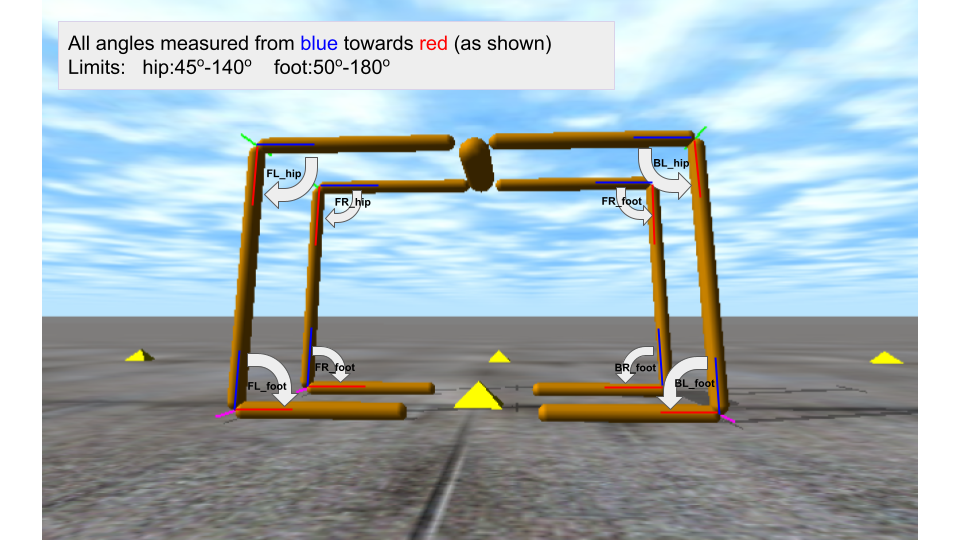 All angles measured from blue towards red (as shown)
Limits: hip:45º-140º foot:50º-180º
FL_hip
BL_hip
FR_hip
FR_foot
FL_foot
FR_foot
BR_foot
BL_foot